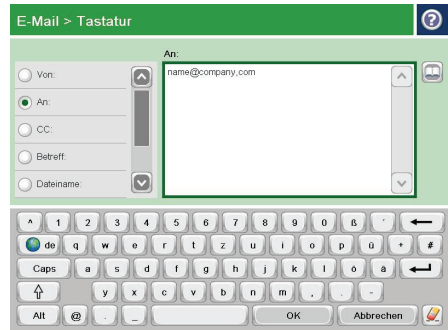 E-Mail > Tastatur
An:
Von:
An:
CC:
Betreff:
Dateiname:
name@company,com
^ 1 2 3 4 5 6 7 8 9 0 ß ´
de q w e r t z u i o p ü + #
Caps a s d f g h j k l ö ä
y x c v b n m , . -
Alt @ . _ OK Abbrechen